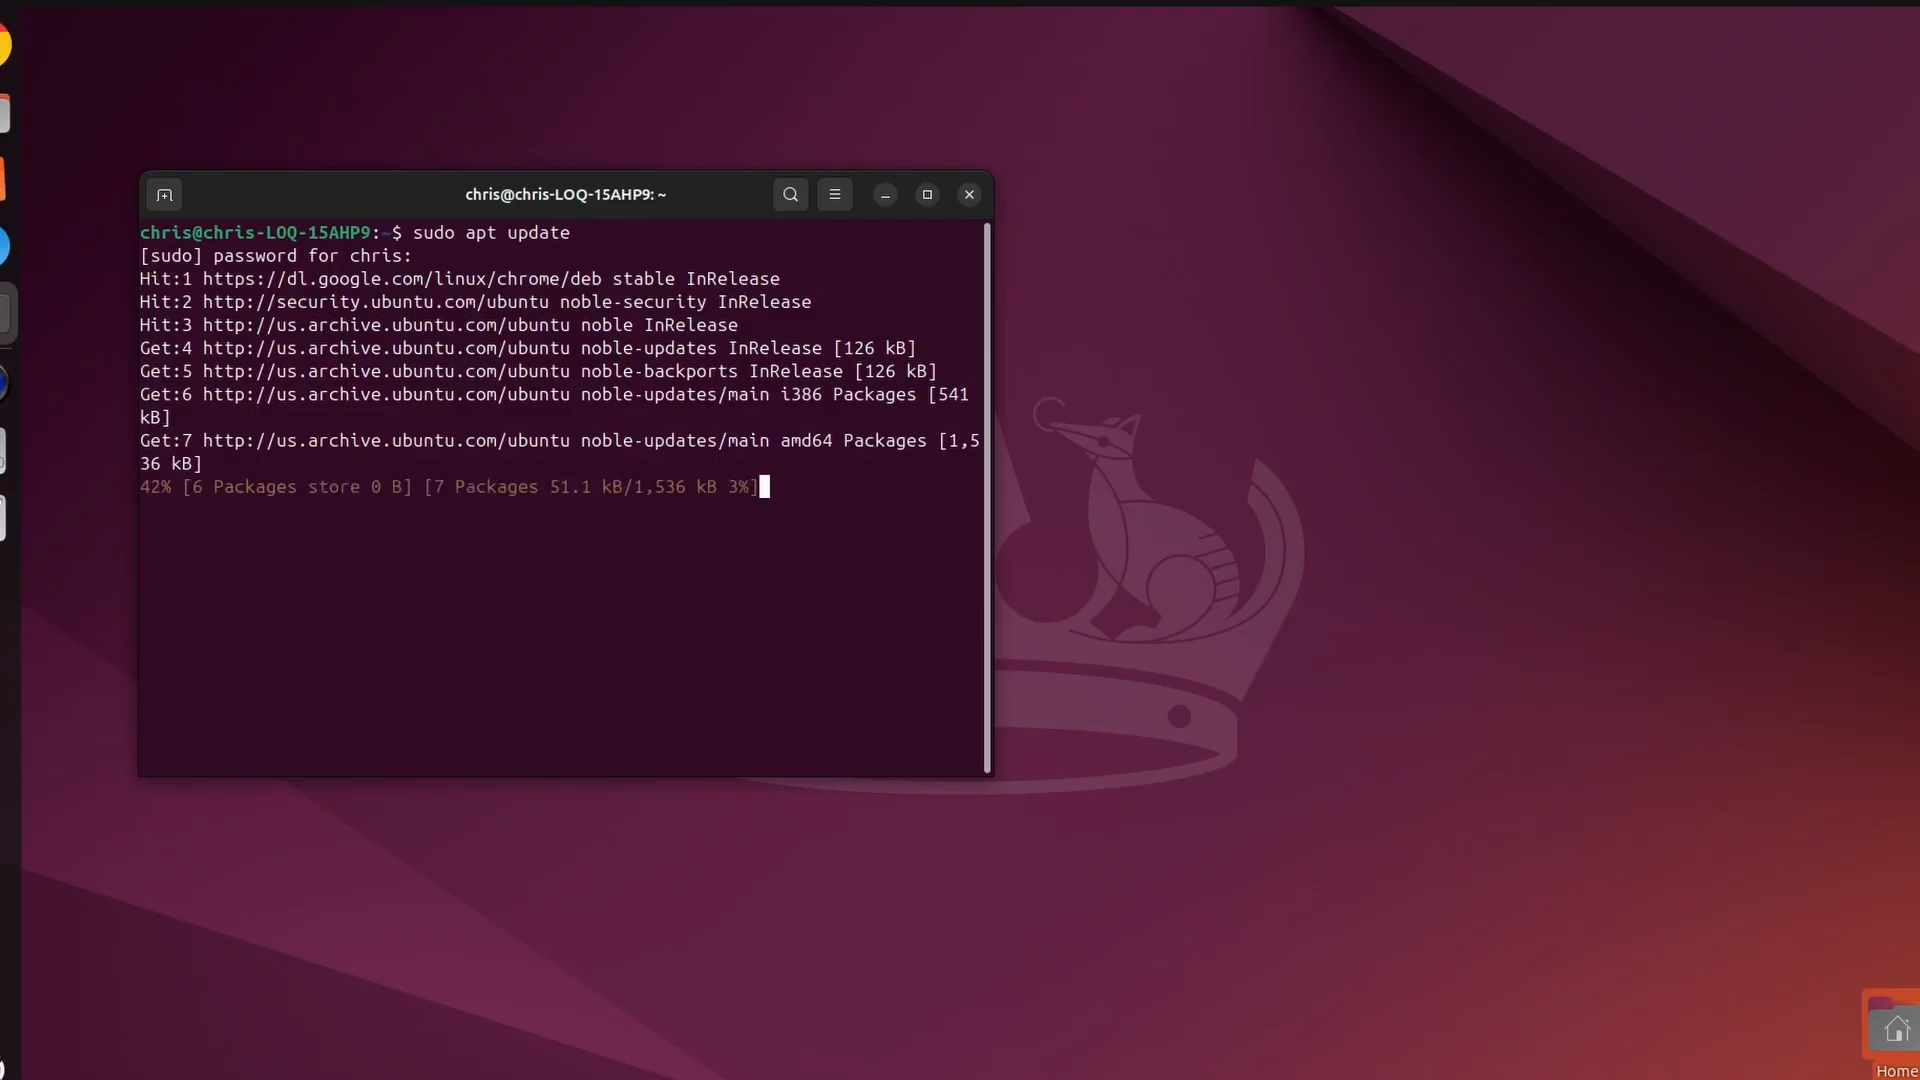 chris@chris-LOQ-15AHP9: ~
chris@chris-LOQ-15AHP9:~$ sudo apt update
[sudo] password for chris:
Hit:1 https://dl.google.com/linux/chrome/deb stable InRelease
Hit:2 http://security.ubuntu.com/ubuntu noble-security InRelease
Hit:3 http://us.archive.ubuntu.com/ubuntu noble InRelease
Get:4 http://us.archive.ubuntu.com/ubuntu noble-updates InRelease [126 kB]
Get:5 http://us.archive.ubuntu.com/ubuntu noble-backports InRelease [126 kB]
Get:6 http://us.archive.ubuntu.com/ubuntu noble-updates/main i386 Packages [541
kB]
Get:7 http://us.archive.ubuntu.com/ubuntu noble-updates/main amd64 Packages [1,5
36 kB]
42% [6 Packages store 0 B] [7 Packages 51.1 kB/1,536 kB 3%]
Home